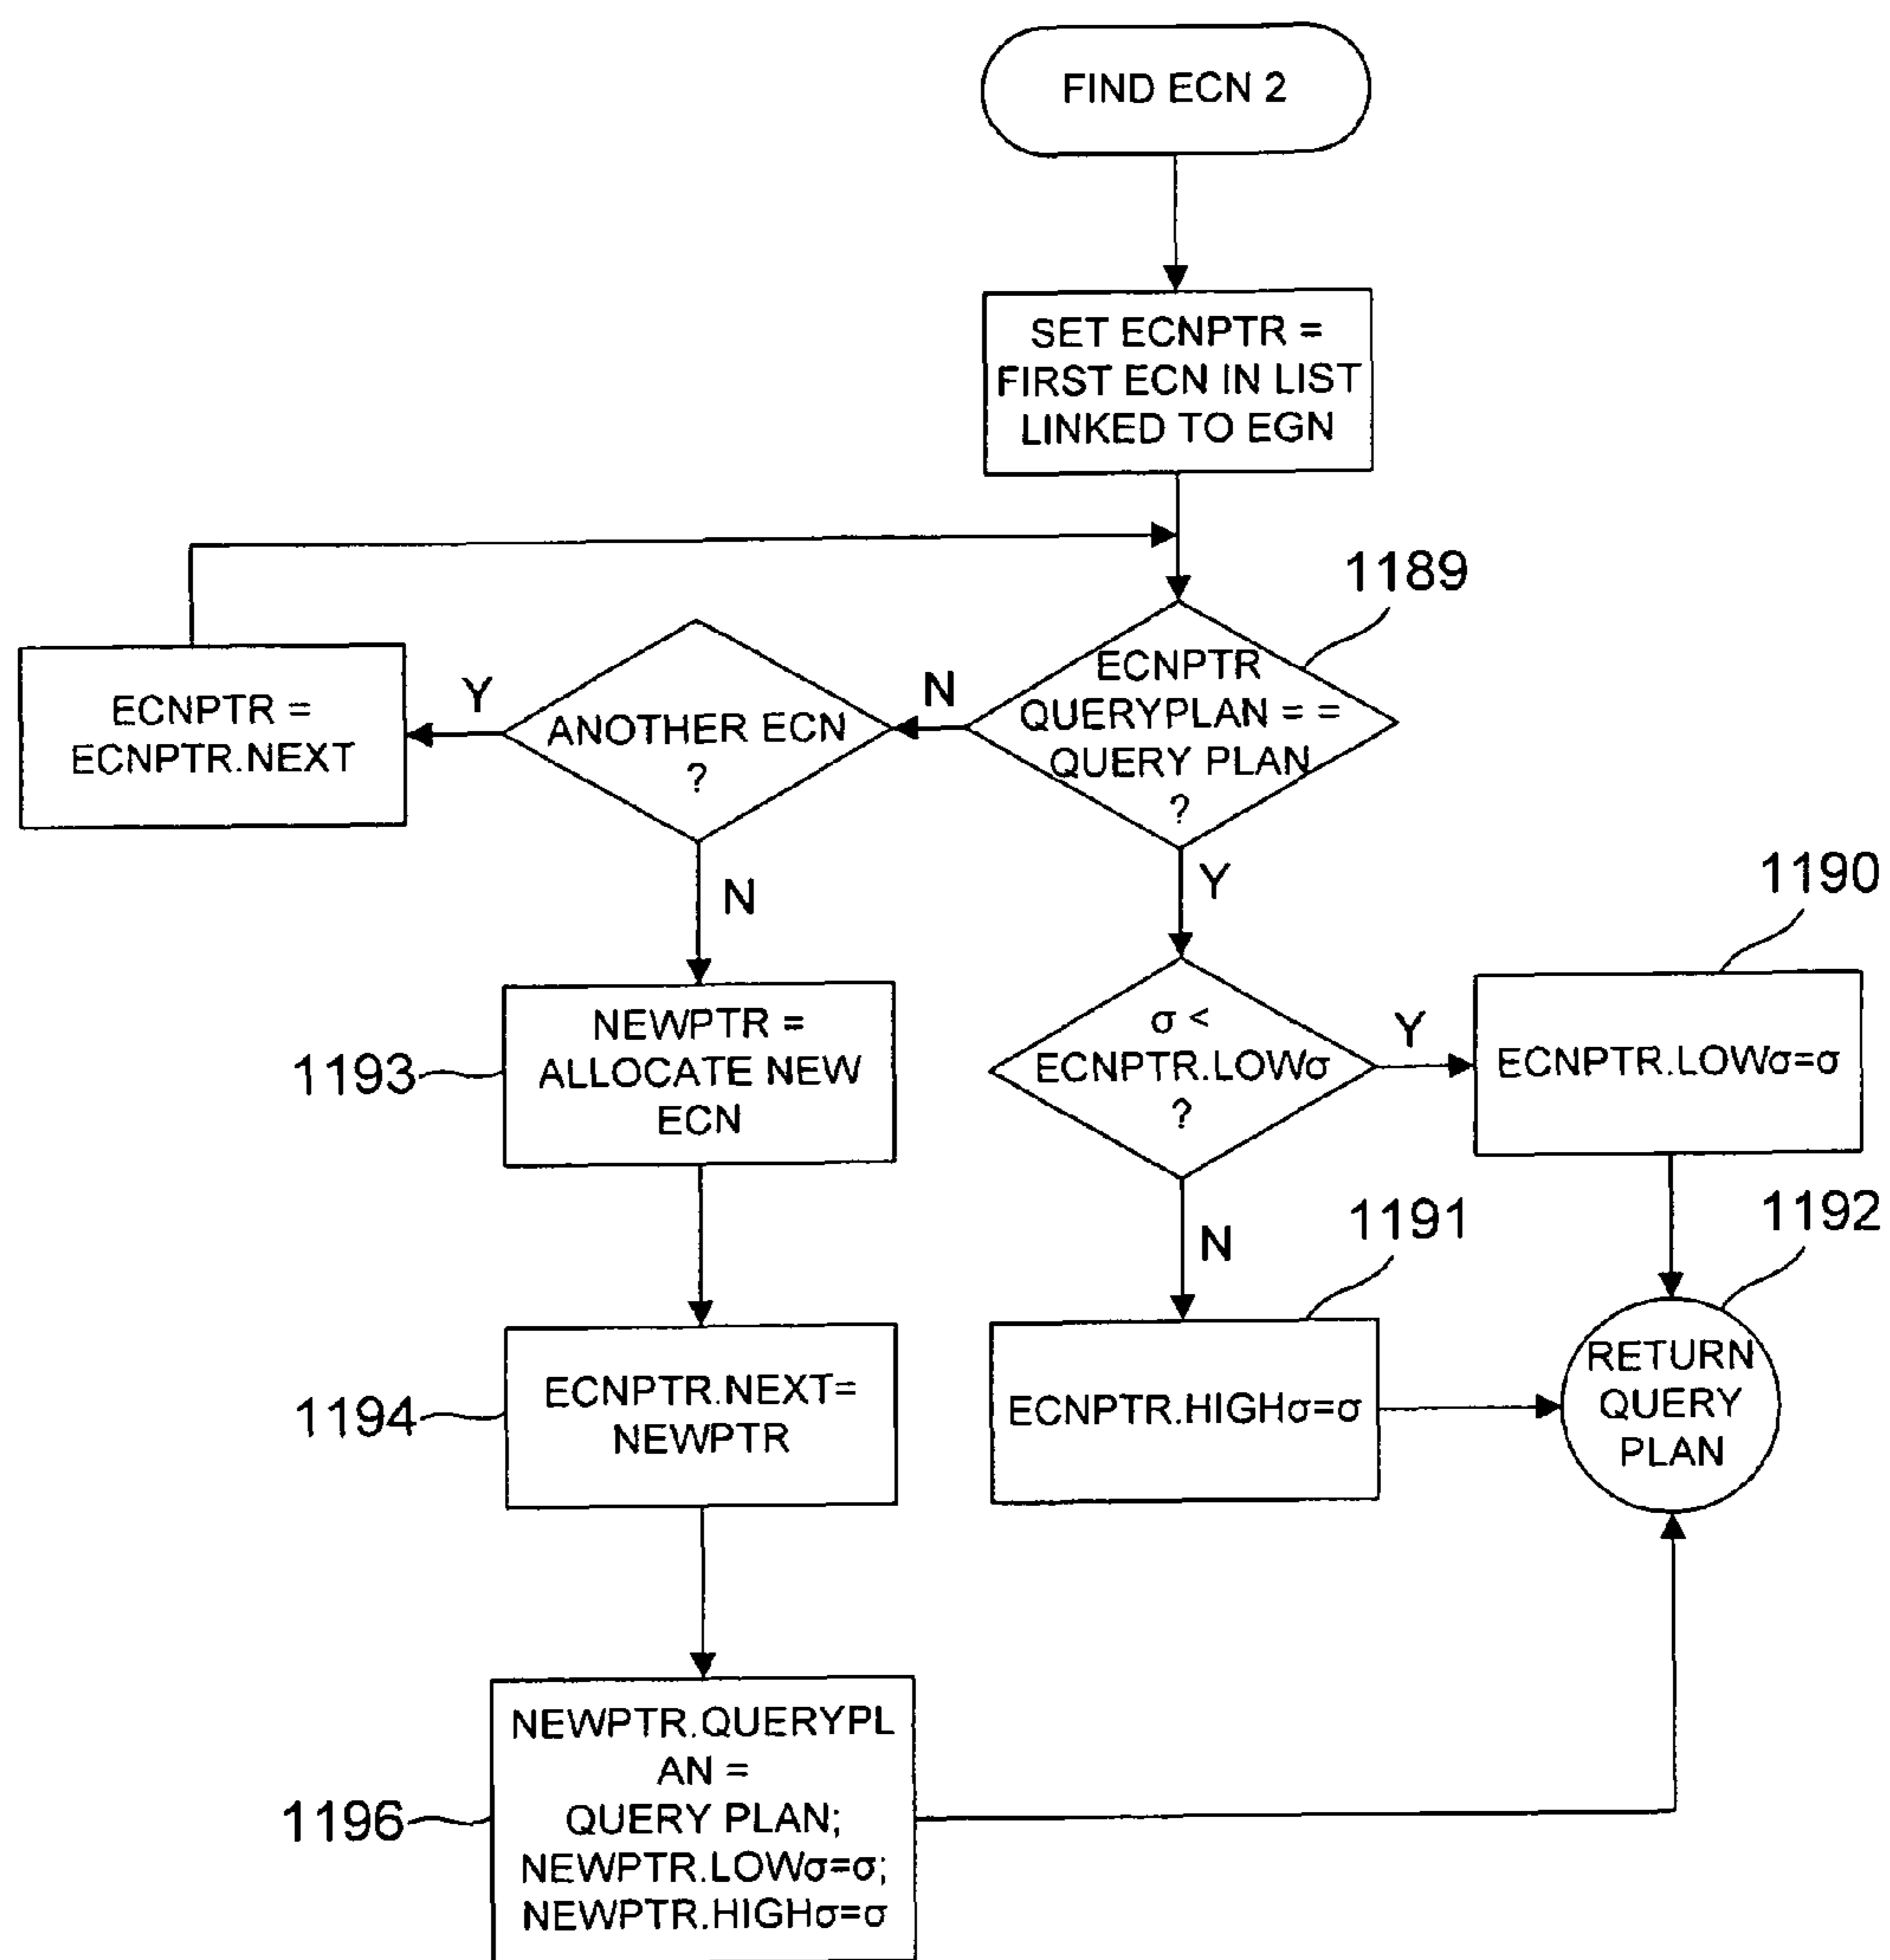 FIND ECN 2
SET ECNPTR =
FIRST ECN IN LIST
LINKED TO EGN
1189
ECNPTR
QUERYPLAN = =
QUERY PLAN
?
N
ANOTHER ECN
?
Y
ECNPTR =
ECNPTR.NEXT
N
Y
1190
σ <
ECNPTR.LOWσ
?
Y
ECNPTR.LOWσ=σ
1193
NEWPTR =
ALLOCATE NEW
ECN
N
1191
1192
ECNPTR.HIGHσ=σ
RETURN
QUERY
PLAN
1194
ECNPTR.NEXT=
NEWPTR
1196
NEWPTR.QUERYPL
AN =
QUERY PLAN;
NEWPTR.LOWσ=σ;
NEWPTR.HIGHσ=σ